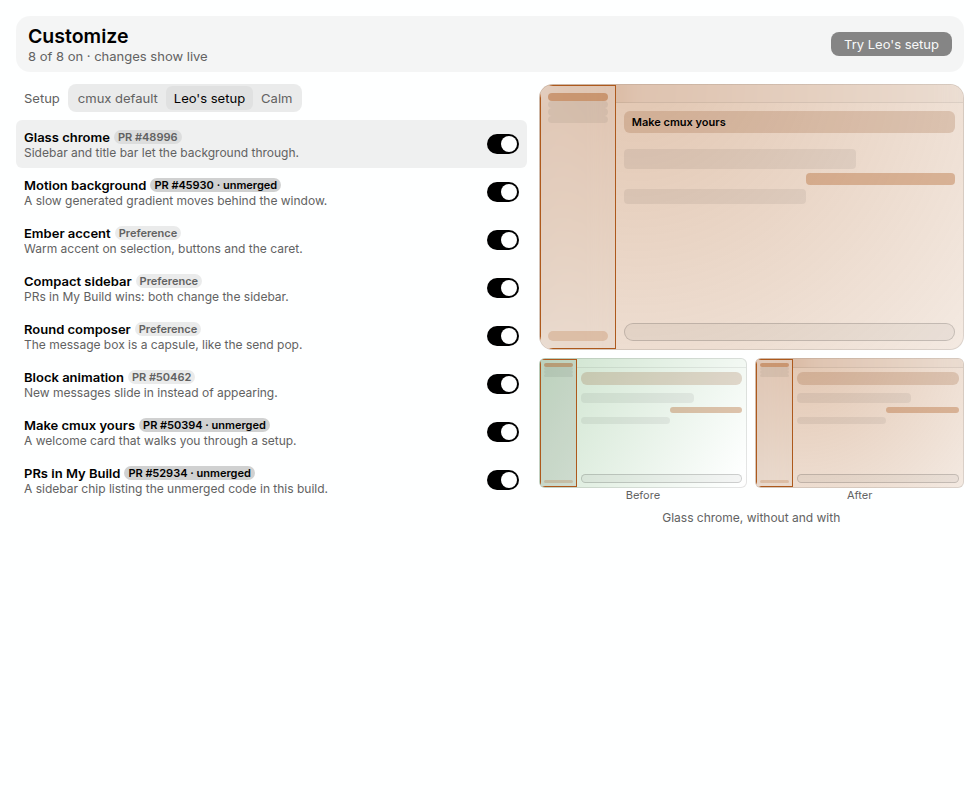 Customize
8 of 8 on · changes show live
Try Leo's setup
Setup
cmux default
Leo's setup
Calm
Glass chrome PR #48996
Sidebar and title bar let the background through.
Motion background PR #45930 · unmerged
A slow generated gradient moves behind the window.
Ember accent Preference
Warm accent on selection, buttons and the caret.
Compact sidebar Preference
PRs in My Build wins: both change the sidebar.
Round composer Preference
The message box is a capsule, like the send pop.
Block animation PR #50462
New messages slide in instead of appearing.
Make cmux yours PR #50394 · unmerged
A welcome card that walks you through a setup.
PRs in My Build PR #52934 · unmerged
A sidebar chip listing the unmerged code in this build.
Make cmux yours
Before
After
Glass chrome, without and with